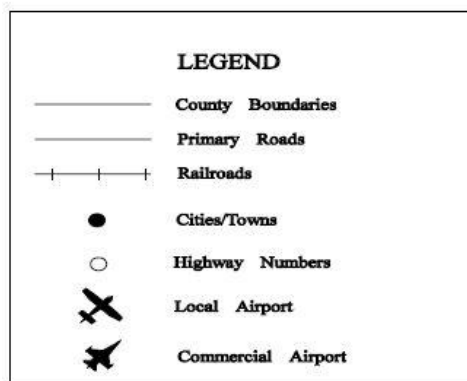 LEGEND
County Boundaries
Primary Roads
Railroads
Cities/Towns
Highway Numbers
Local Airport
Commercial Airport